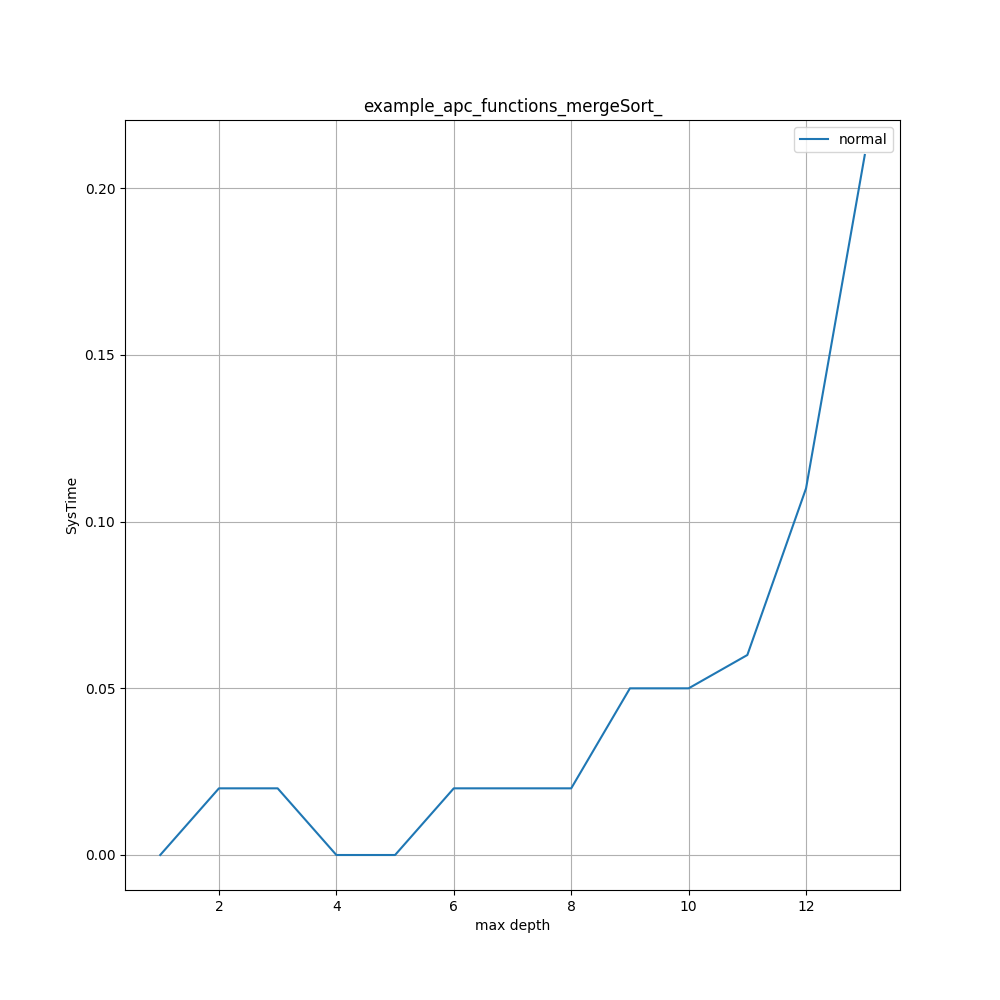 example_apc_functions_mergeSort_
normal
0.20
0.15
0.10
0.05
0.00
SysTime
2 4 6 8 10 12
max depth